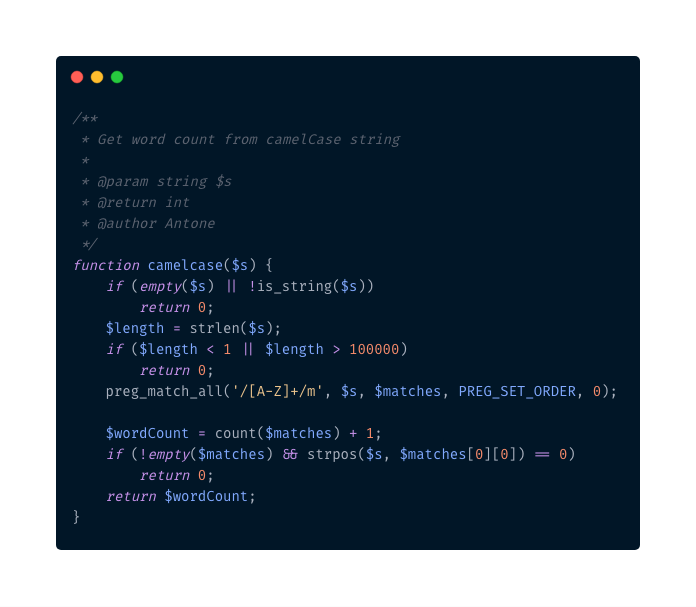 /**
 * Get word count from camelCase string
 *
 * @param string $s
 * @return int
 * @author Antone
 */
function camelcase($s) {
    if (empty($s) || !is_string($s))
        return 0;
    $length = strlen($s);
    if ($length < 1 || $length > 100000)
        return 0;
    preg_match_all('/[A-Z]+/m', $s, $matches, PREG_SET_ORDER, 0);

    $wordCount = count($matches) + 1;
    if (!empty($matches) && strpos($s, $matches[0][0]) == 0)
        return 0;
    return $wordCount;
}